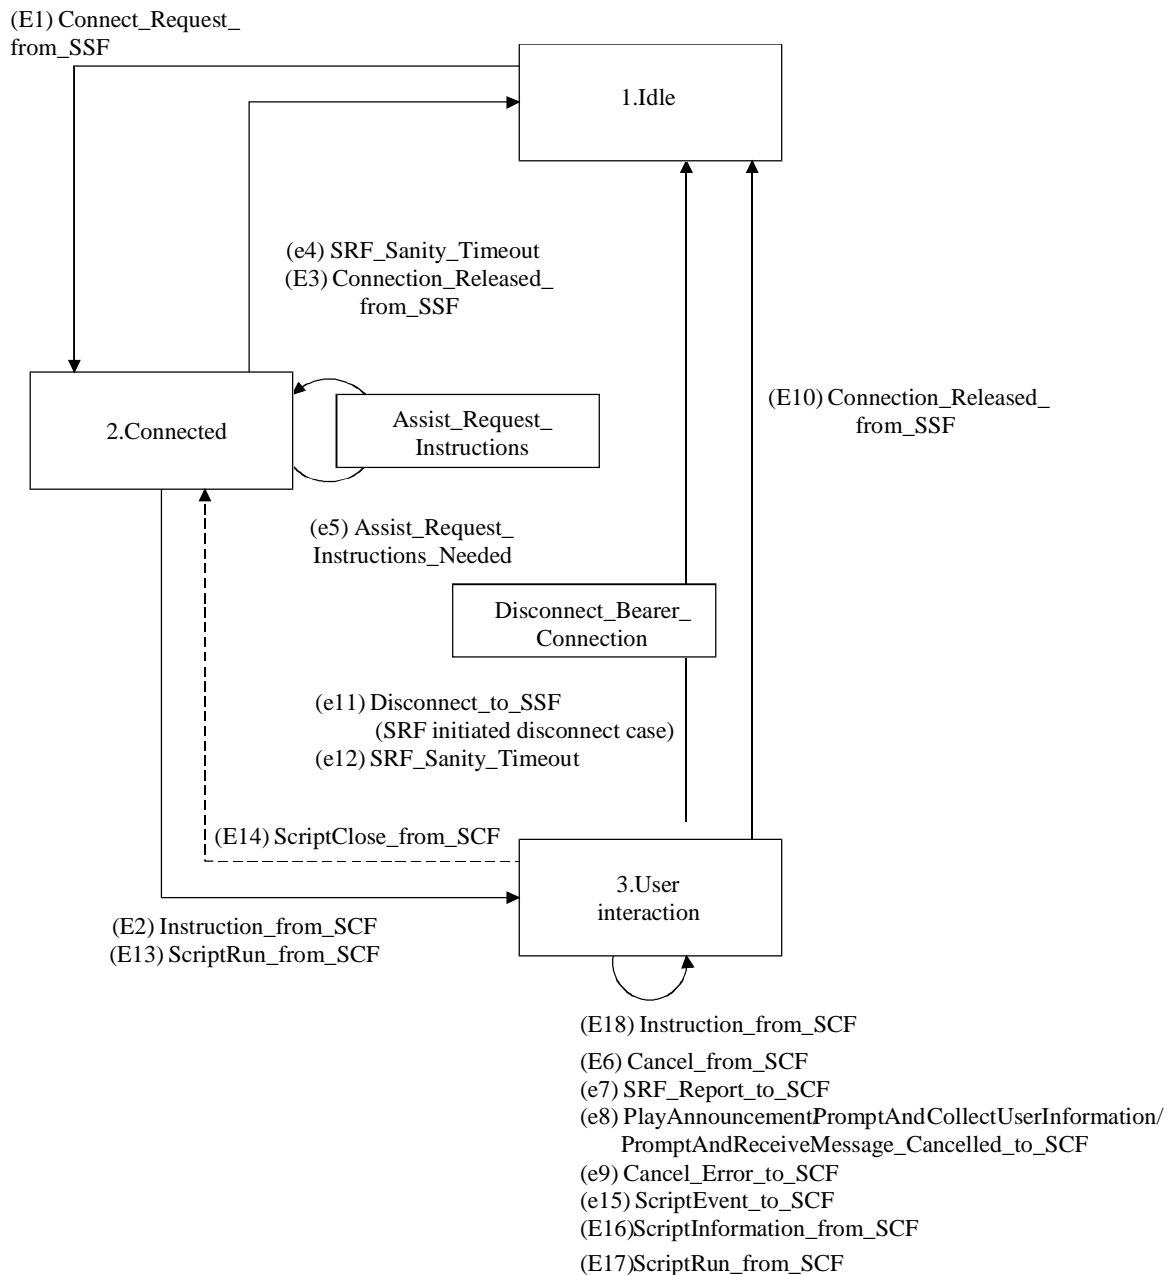 (E1) Connect_Request_
from_SSF
1.Idle
(e4) SRF_Sanity_Timeout
(E3) Connection_Released_
from_SSF
(E10) Connection_Released_
from_SSF
2.Connected
Assist_Request_
Instructions
(e5) Assist_Request_
Instructions_Needed
Disconnect_Bearer_
Connection
(e11) Disconnect_to_SSF
(SRF initiated disconnect case)
(e12) SRF_Sanity_Timeout
(E14) ScriptClose_from_SCF
3.User
interaction
(E2) Instruction_from_SCF
(E13) ScriptRun_from_SCF
(E18) Instruction_from_SCF
(E6) Cancel_from_SCF
(e7) SRF_Report_to_SCF
(e8) PlayAnnouncement/PromptAndCollectUserInformation/
PromptAndReceiveMessage_Cancelled_to_SCF
(e9) Cancel_Error_to_SCF
(e15) ScriptEvent_to_SCF
(E16)ScriptInformation_from_SCF
(E17)ScriptRun_from_SCF